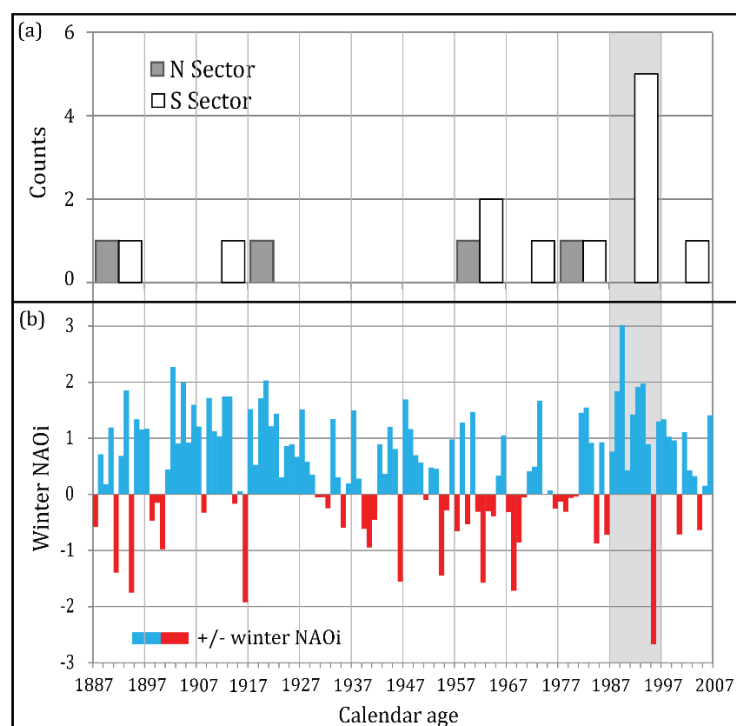 (a)
6
4
2
0
Counts
N Sector
S Sector
(b)
3
2
1
0
-1
-2
-3
Winter NAOi
+/- winter NAOi
1887 1897 1907 1917 1927 1937 1947 1957 1967 1977 1987 1997 2007
Calendar age